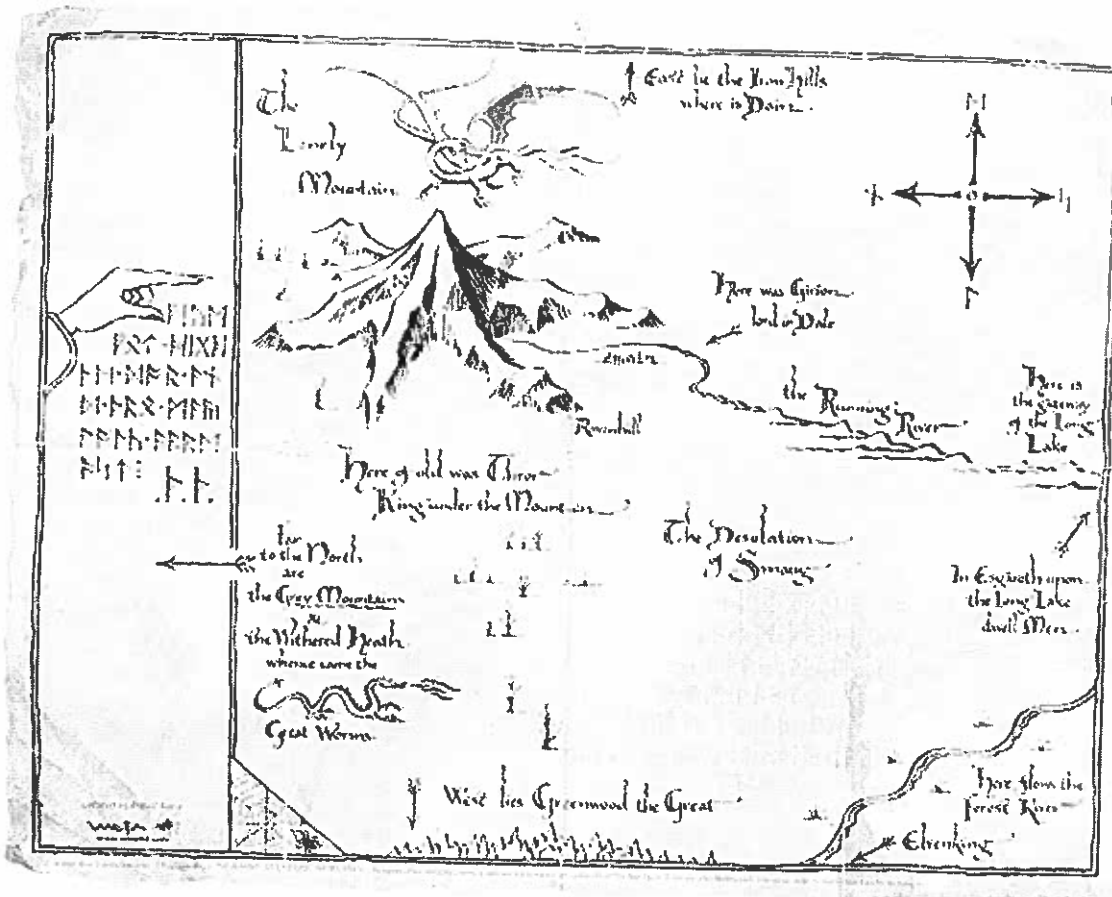 The
Lonely
Mountain
East lie the Iron Hills
where is Dain
Here was Girion
lord in Dale
the Running
River
Here is
the gateway
of the Long
Lake
Ravenhill
Here of old was Thror
King under the Mountain
The Desolation
of Smaug
far
to the North
are
the Grey Mountains
&
the Withered Heath
whence came the
Great Worms
In Esgaroth upon
the Long Lake
dwell Men
West lies Greenwood the Great
Here flows the
Forest River
Elvenking